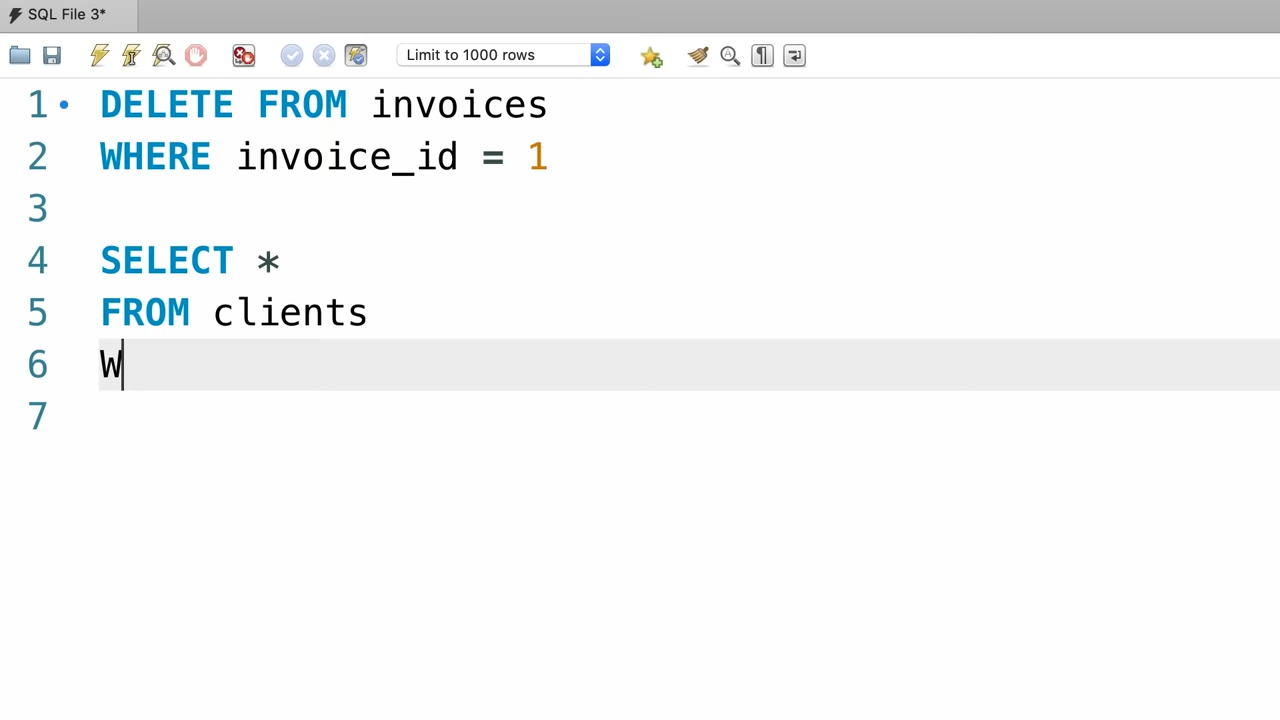 SQL File 3*
Limit to 1000 rows
1 DELETE FROM invoices
2 WHERE invoice_id = 1
3
4 SELECT *
5 FROM clients
6 W
7